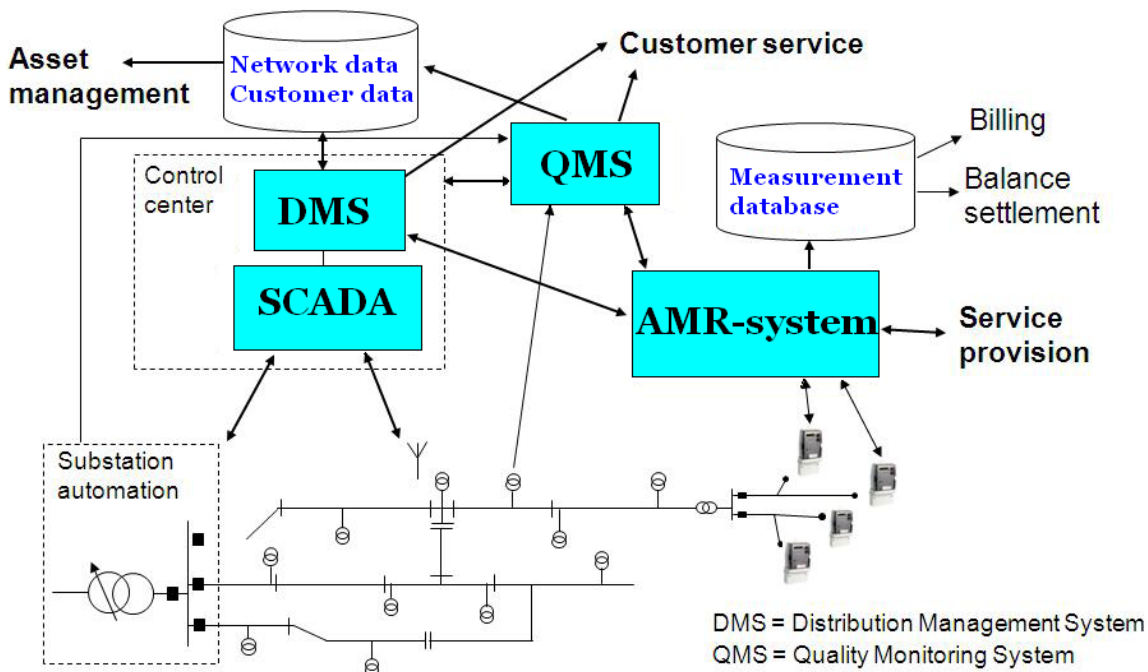 Asset
management
Network data
Customer data
Customer service
Control
center
DMS
SCADA
QMS
Measurement
database
Billing
Balance
settlement
AMR-system
Service
provision
Substation
automation
DMS = Distribution Management System
QMS = Quality Monitoring System